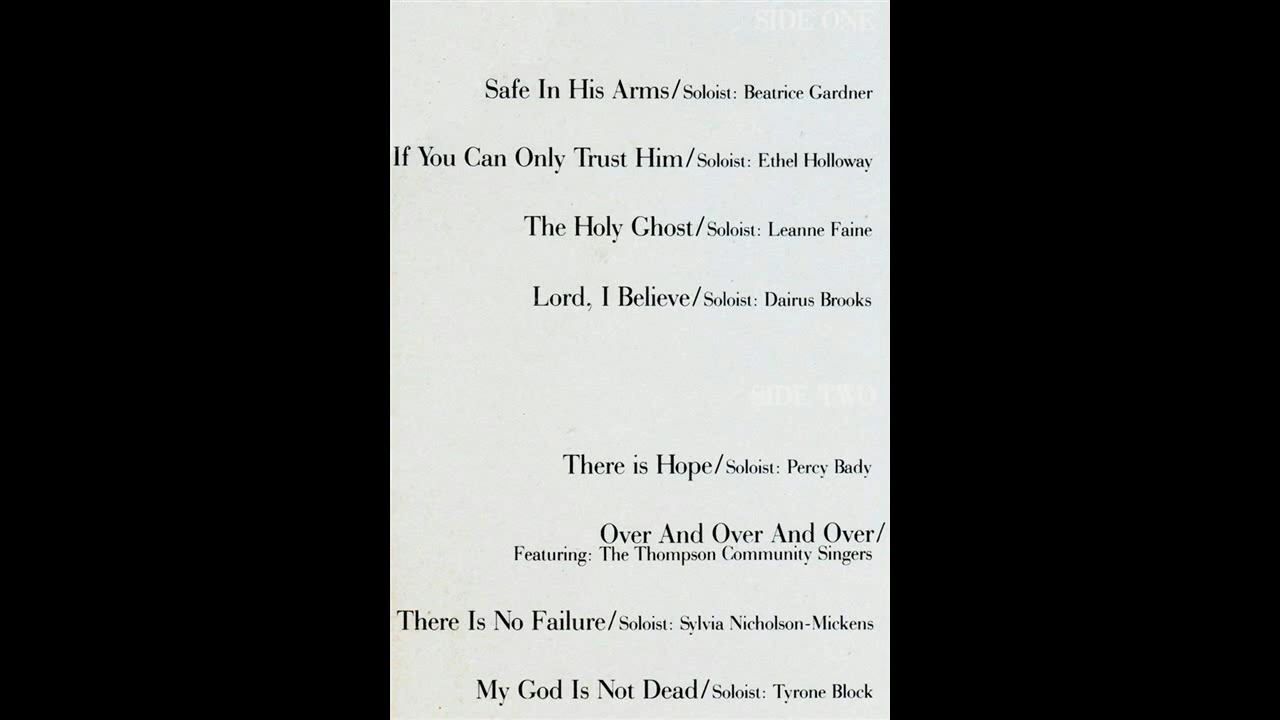 SIDE ONE
Safe In His Arms/Soloist: Beatrice Gardner
If You Can Only Trust Him/Soloist: Ethel Holloway
The Holy Ghost/Soloist: Leanne Faine
Lord, I Believe/Soloist: Dairus Brooks
SIDE TWO
There is Hope/Soloist: Percy Bady
Over And Over And Over/
Featuring: The Thompson Community Singers
There Is No Failure/Soloist: Sylvia Nicholson-Mickens
My God Is Not Dead/Soloist: Tyrone Block